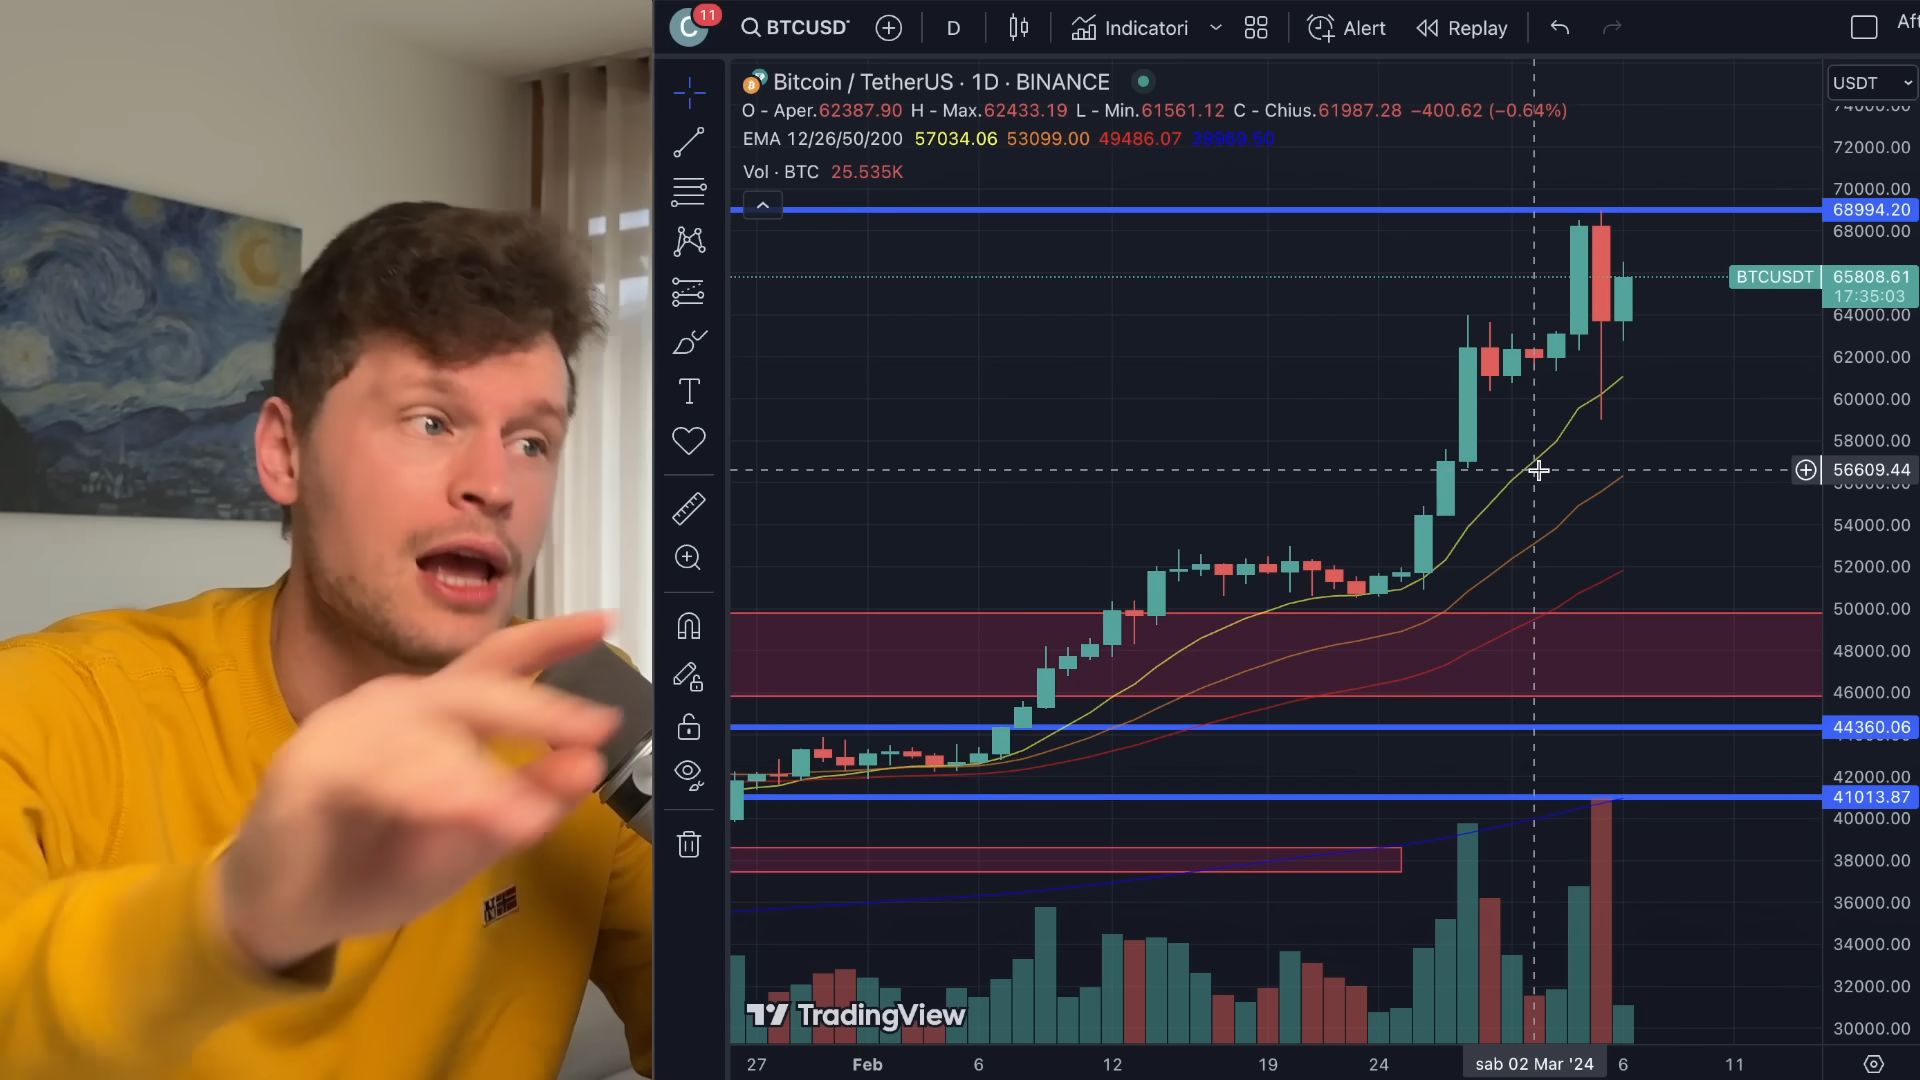 C 11 BTCUSDT D Indicatori Alert Replay
Bitcoin / TetherUS · 1D · BINANCE
USDT
O - Aper.62387.90 H - Max.62433.19 L - Min.61561.12 C - Chius.61987.28 −400.62 (−0.64%)
EMA 12/26/50/200 57034.06 53099.00 49486.07
Vol · BTC 25.535K
72000.00
70000.00
68994.20
68000.00
BTCUSDT 65808.61
17:35:03
64000.00
62000.00
60000.00
58000.00
56609.44
54000.00
52000.00
50000.00
48000.00
46000.00
44360.06
42000.00
41013.87
40000.00
38000.00
36000.00
34000.00
32000.00
30000.00
TradingView
27 Feb 6 12 19 24 sab 02 Mar '24 6 11